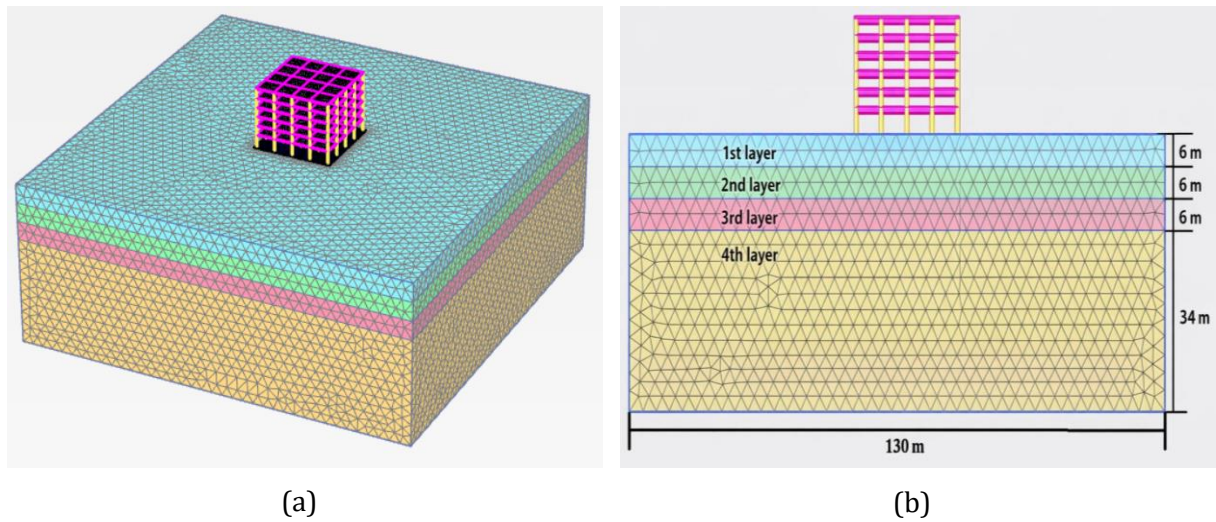 1st layer
6 m
2nd layer
6 m
3rd layer
6 m
4th layer
34 m
130 m
(a)
(b)